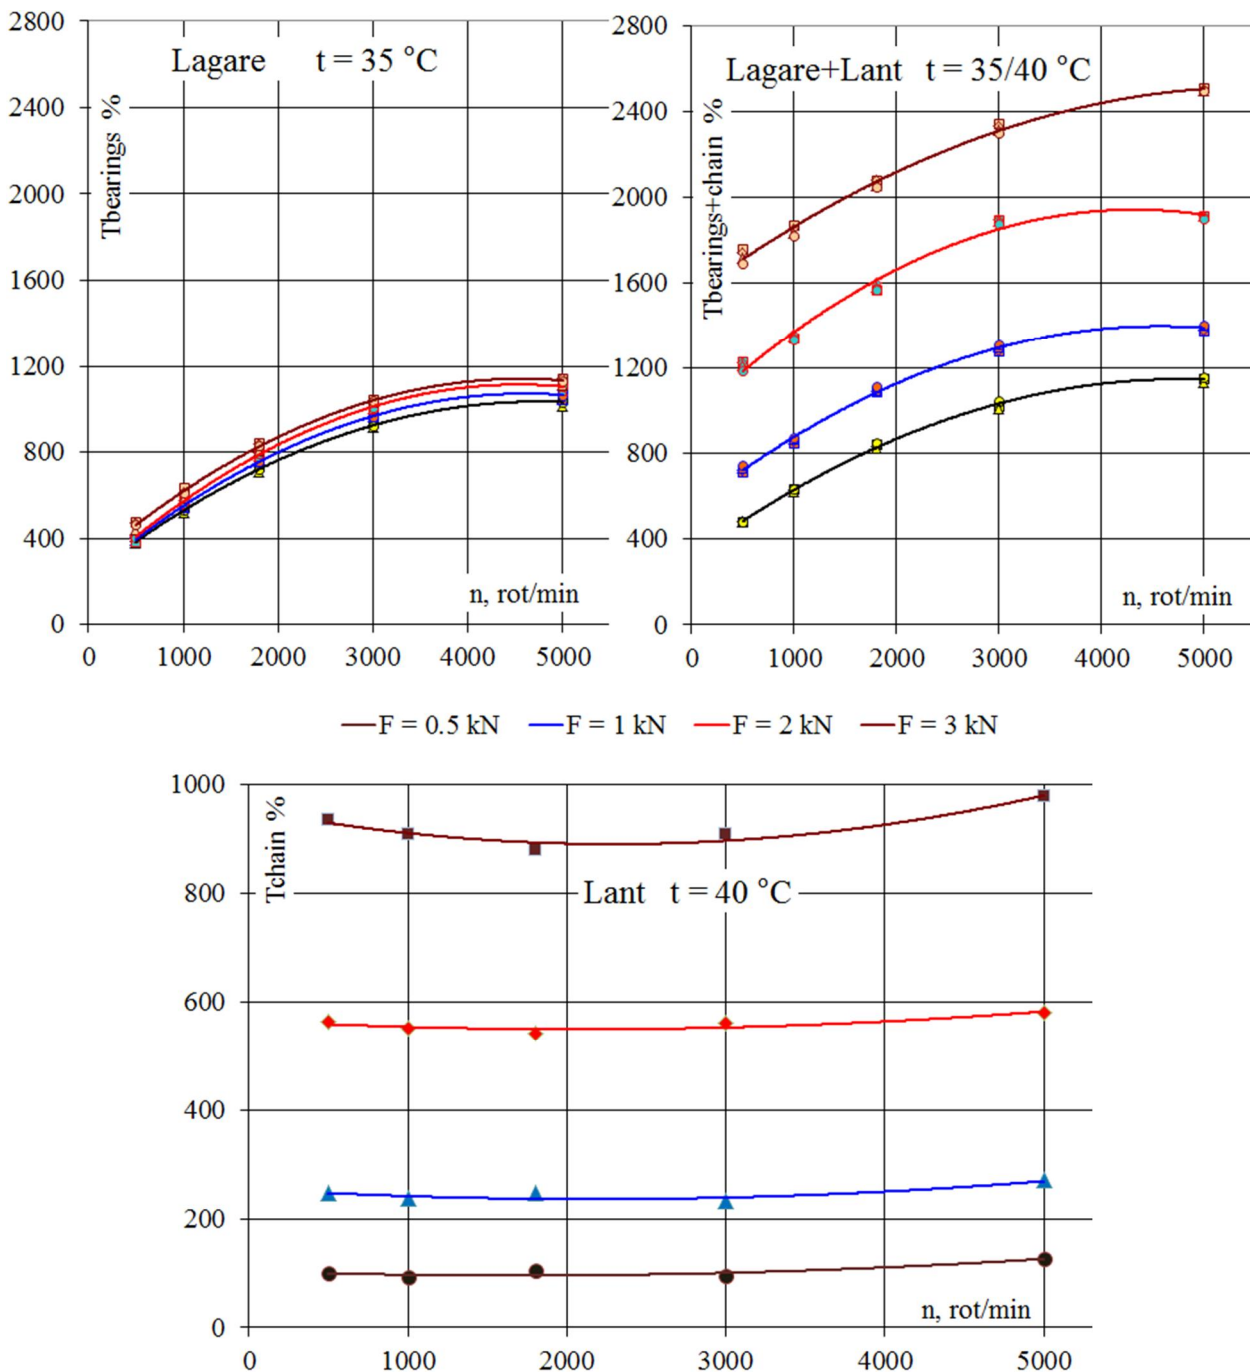 2800
2400
2000
1600
1200
800
400
0
Tbearings %
Lagare t = 35 °C
n, rot/min
0 1000 2000 3000 4000 5000
2800
2400
2000
1600
1200
800
400
0
Tbearings+chain %
Lagare+Lant t = 35/40 °C
n, rot/min
0 1000 2000 3000 4000 5000
F = 0.5 kN F = 1 kN F = 2 kN F = 3 kN
1000
800
600
400
200
0
Tchain %
Lant t = 40 °C
n, rot/min
0 1000 2000 3000 4000 5000